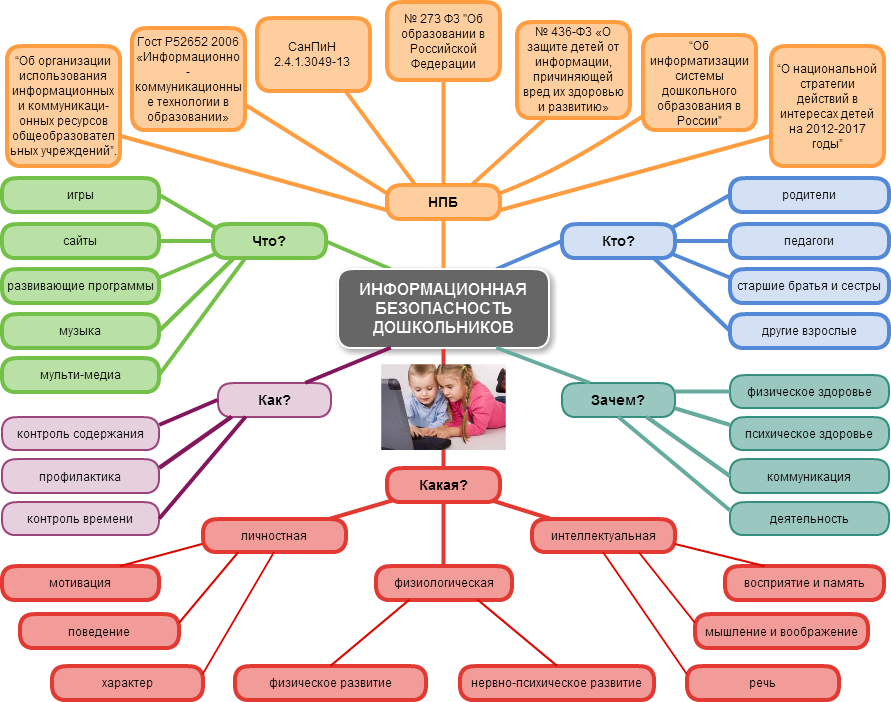 “Об организации
использования
информационных
и коммуникаци-
онных ресурсов
общеобразовател
ьных учреждений”.
Гост Р52652 2006
«Информационно
-
коммуникационны
е технологии в
образовании»
СанПиН
2.4.1.3049-13
№ 273 ФЗ "Об
образовании в
Российской
Федерации
№ 436-ФЗ «О
защите детей от
информации,
причиняющей
вред их здоровью
и развитию»
“Об
информатизации
системы
дошкольного
образования в
России”
“О национальной
стратегии
действий в
интересах детей
на 2012-2017
годы”
НПБ
игры
сайты
развивающие программы
музыка
мульти-медиа
Что?
Кто?
родители
педагоги
старшие братья и сестры
другие взрослые
ИНФОРМАЦИОННАЯ
БЕЗОПАСНОСТЬ
ДОШКОЛЬНИКОВ
Как?
контроль содержания
профилактика
контроль времени
Зачем?
физическое здоровье
психическое здоровье
коммуникация
деятельность
Какая?
личностная
мотивация
поведение
характер
физиологическая
физическое развитие
нервно-психическое развитие
интеллектуальная
восприятие и память
мышление и воображение
речь